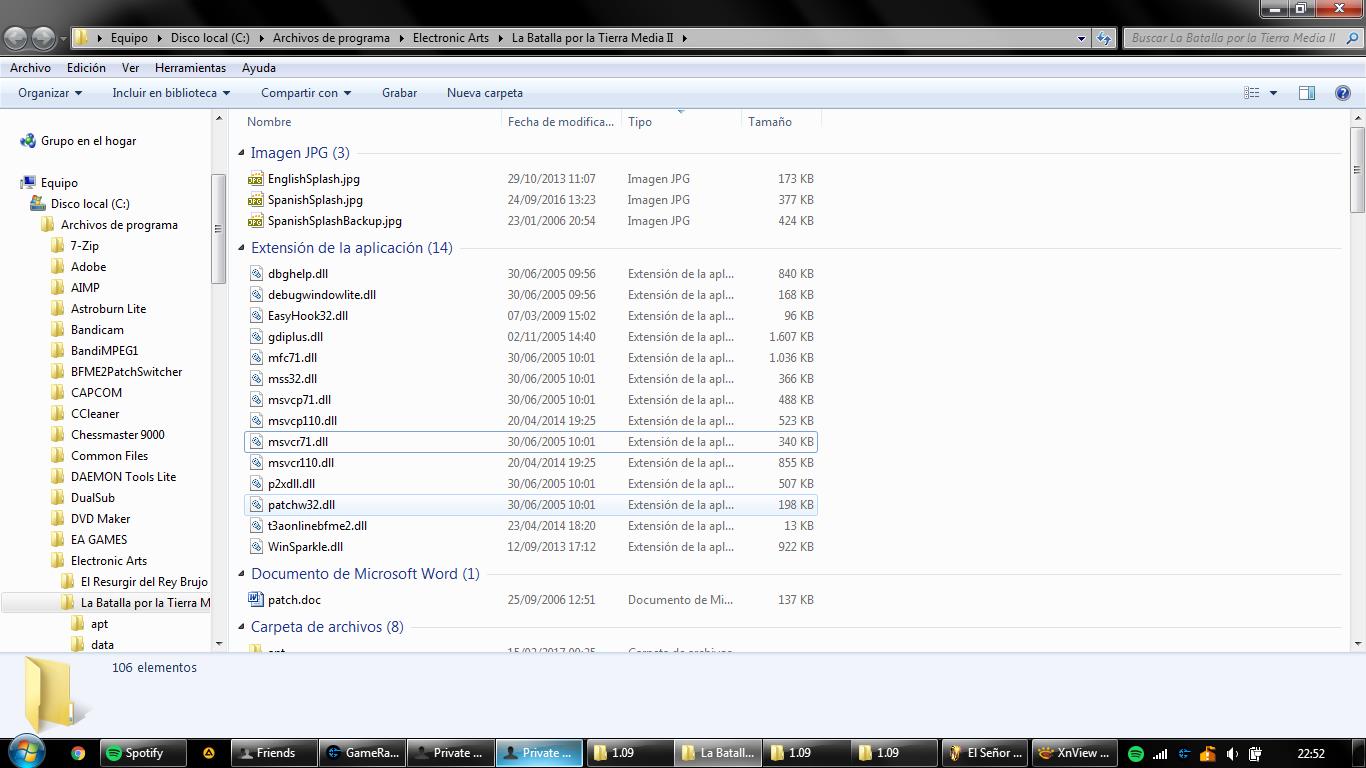 Equipo Disco local (C:) Archivos de programa Electronic Arts La Batalla por la Tierra Media II
Buscar La Batalla por la Tierra Media II
Archivo Edición Ver Herramientas Ayuda
Organizar Incluir en biblioteca Compartir con Grabar Nueva carpeta
Grupo en el hogar
Equipo
Disco local (C:)
Archivos de programa
7-Zip
Adobe
AIMP
Astroburn Lite
Bandicam
BandiMPEG1
BFME2PatchSwitcher
CAPCOM
CCleaner
Chessmaster 9000
Common Files
DAEMON Tools Lite
DualSub
DVD Maker
EA GAMES
Electronic Arts
El Resurgir del Rey Brujo
La Batalla por la Tierra M
apt
data
Nombre Fecha de modifica... Tipo Tamaño
Imagen JPG (3)
EnglishSplash.jpg 29/10/2013 11:07 Imagen JPG 173 KB
SpanishSplash.jpg 24/09/2016 13:23 Imagen JPG 377 KB
SpanishSplashBackup.jpg 23/01/2006 20:54 Imagen JPG 424 KB
Extensión de la aplicación (14)
dbghelp.dll 30/06/2005 09:56 Extensión de la apl... 840 KB
debugwindowlite.dll 30/06/2005 09:56 Extensión de la apl... 168 KB
EasyHook32.dll 07/03/2009 15:02 Extensión de la apl... 96 KB
gdiplus.dll 02/11/2005 14:40 Extensión de la apl... 1.607 KB
mfc71.dll 30/06/2005 10:01 Extensión de la apl... 1.036 KB
mss32.dll 30/06/2005 10:01 Extensión de la apl... 366 KB
msvcp71.dll 30/06/2005 10:01 Extensión de la apl... 488 KB
msvcp110.dll 20/04/2014 19:25 Extensión de la apl... 523 KB
msvcr71.dll 30/06/2005 10:01 Extensión de la apl... 340 KB
msvcr110.dll 20/04/2014 19:25 Extensión de la apl... 855 KB
p2xdll.dll 30/06/2005 10:01 Extensión de la apl... 507 KB
patchw32.dll 30/06/2005 10:01 Extensión de la apl... 198 KB
t3aonlinebfme2.dll 23/04/2014 18:20 Extensión de la apl... 13 KB
WinSparkle.dll 12/09/2013 17:12 Extensión de la apl... 922 KB
Documento de Microsoft Word (1)
patch.doc 25/09/2006 12:51 Documento de Mi... 137 KB
Carpeta de archivos (8)
106 elementos
Spotify Friends GameRa... Private ... Private ... 1.09 La Batall... 1.09 1.09 El Señor ... XnView ... 22:52